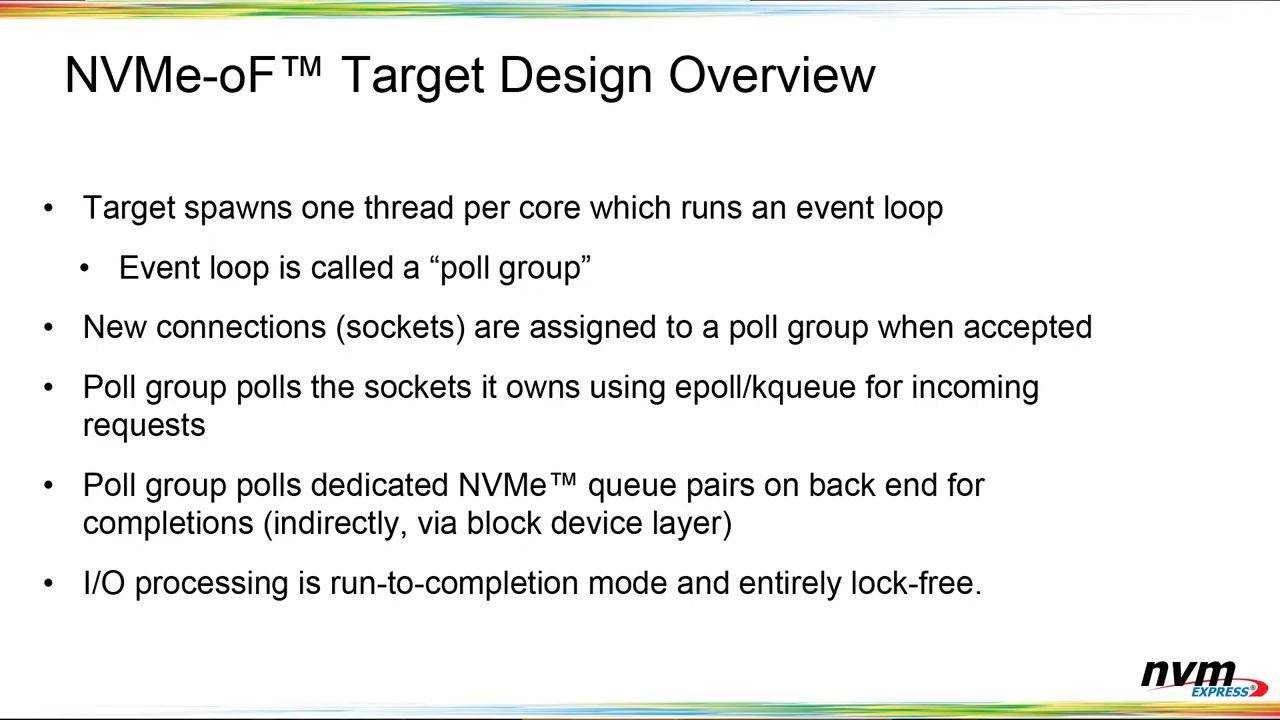 NVMe-oF™ Target Design Overview
• Target spawns one thread per core which runs an event loop
• Event loop is called a “poll group”
• New connections (sockets) are assigned to a poll group when accepted
• Poll group polls the sockets it owns using epoll/kqueue for incoming
requests
• Poll group polls dedicated NVMe™ queue pairs on back end for
completions (indirectly, via block device layer)
• I/O processing is run-to-completion mode and entirely lock-free.
nvm
EXPRESS®